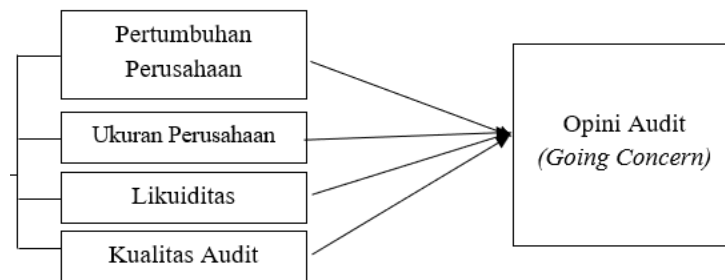 Pertumbuhan
Perusahaan
Ukuran Perusahaan
Likuiditas
Kualitas Audit
Opini Audit
(Going Concern)